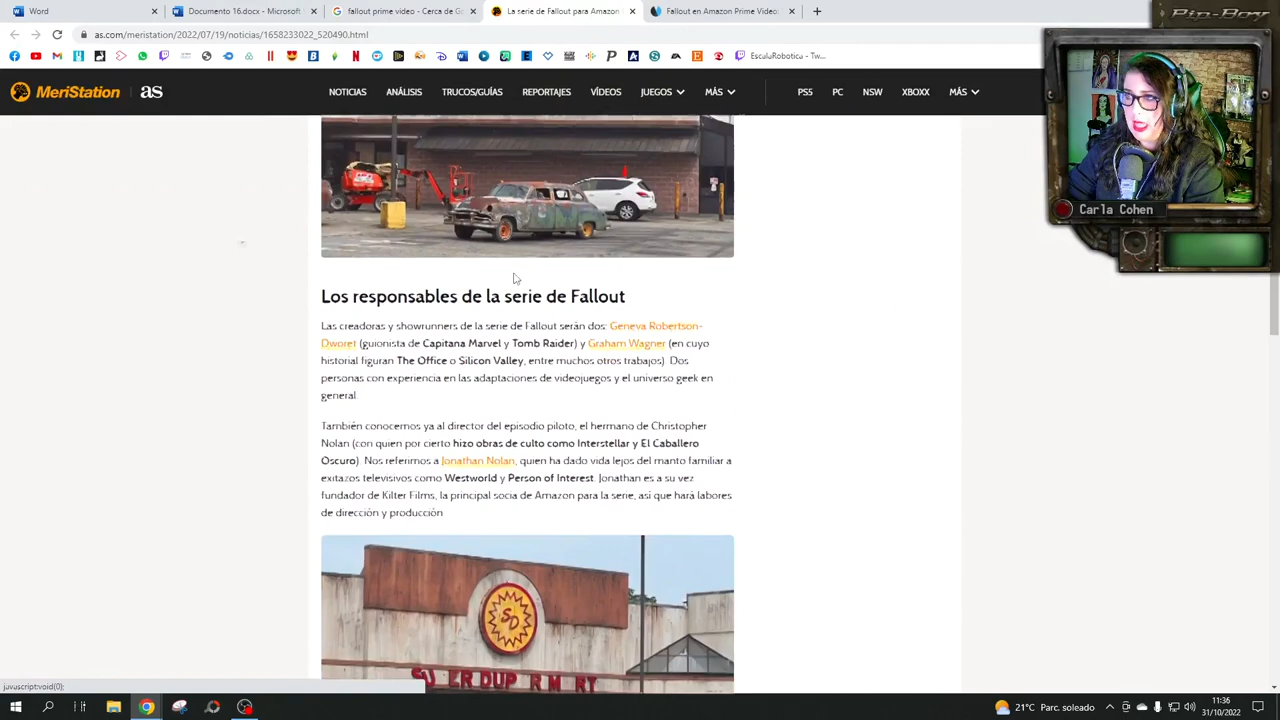 Word
Documento 16.docx - Microsoft
fallout prime video - Cerca de G
La serie de Fallout para Amazon
Fallout en Amazon Prime Video:
Pip-Boy
as.com/meristation/2022/07/19/noticias/1658233022_520490.html
EscuelaRobotica - Tw...
MeriStation as
NOTICIAS ANÁLISIS TRUCOS/GUÍAS REPORTAJES VÍDEOS JUEGOS MÁS PS5 PC NSW XBOXX MÁS
Carla Cohen
Los responsables de la serie de Fallout
Las creadoras y showrunners de la serie de Fallout serán dos: Geneva Robertson-
Dworet (guionista de Capitana Marvel y Tomb Raider) y Graham Wagner (en cuyo
historial figuran The Office o Silicon Valley, entre muchos otros trabajos). Dos
personas con experiencia en las adaptaciones de videojuegos y el universo geek en
general.
También conocemos ya al director del episodio piloto, el hermano de Christopher
Nolan (con quien por cierto hizo obras de culto como Interstellar y El Caballero
Oscuro). Nos referimos a Jonathan Nolan, quien ha dado vida lejos del manto familiar a
exitazos televisivos como Westworld y Person of Interest. Jonathan es a su vez
fundador de Kilter Films, la principal socia de Amazon para la serie, así que hará labores
de dirección y producción
SD
SU ER DUP R M RT
javascript:void(0);
21°C Parc. soleado
11:36
31/10/2022